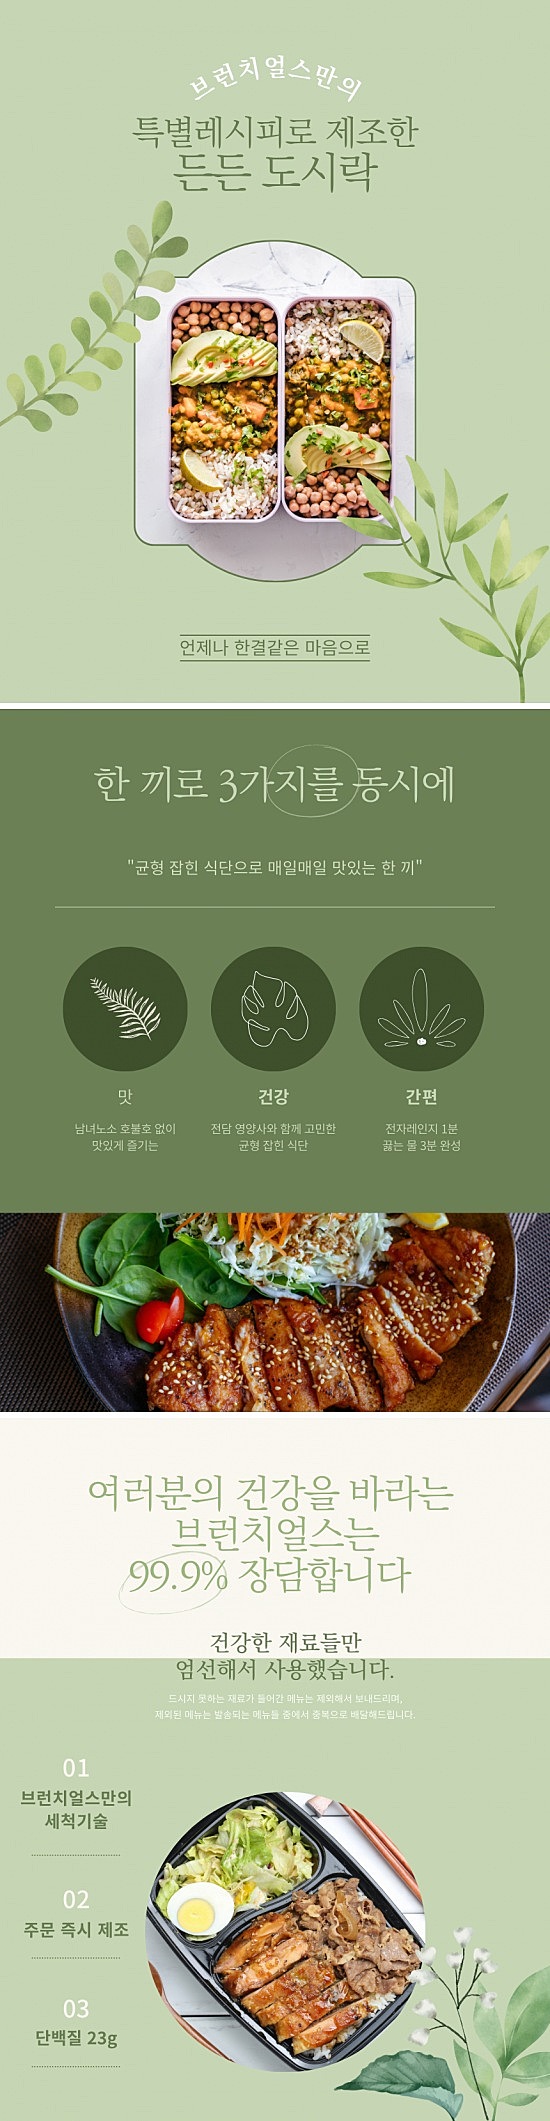 브런치얼스만의
특별레시피로 제조한
든든 도시락
언제나 한결같은 마음으로
한 끼로 3가지를 동시에
"균형 잡힌 식단으로 매일매일 맛있는 한 끼"
맛
남녀노소 호불호 없이
맛있게 즐기는
건강
전담 영양사와 함께 고민한
균형 잡힌 식단
간편
전자레인지 1분
끓는 물 3분 완성
여러분의 건강을 바라는
브런치얼스는
99.9% 장담합니다
건강한 재료들만
엄선해서 사용했습니다.
드시지 못하는 재료가 들어간 메뉴는 제외해서 보내드리며,
제외된 메뉴는 발송되는 메뉴들 중에서 중복으로 배달해드립니다.
01
브런치얼스만의
세척기술
02
주문 즉시 제조
03
단백질 23g